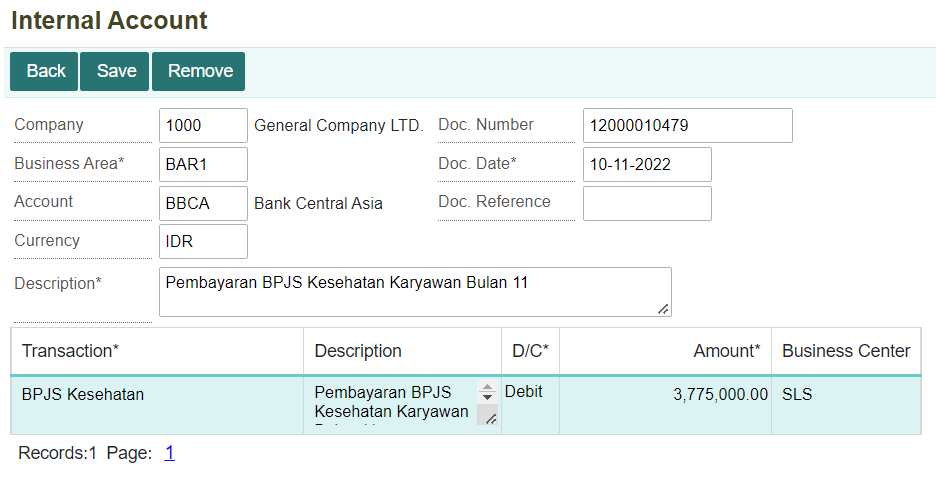 Internal Account
Back Save Remove
Company 1000 General Company LTD. Doc. Number 12000010479
Business Area* BAR1 Doc. Date* 10-11-2022
Account BBCA Bank Central Asia Doc. Reference
Currency IDR
Description* Pembayaran BPJS Kesehatan Karyawan Bulan 11
Transaction* Description D/C* Amount* Business Center
BPJS Kesehatan Pembayaran BPJS Debit 3,775,000.00 SLS
Kesehatan Karyawan
Records:1 Page: 1